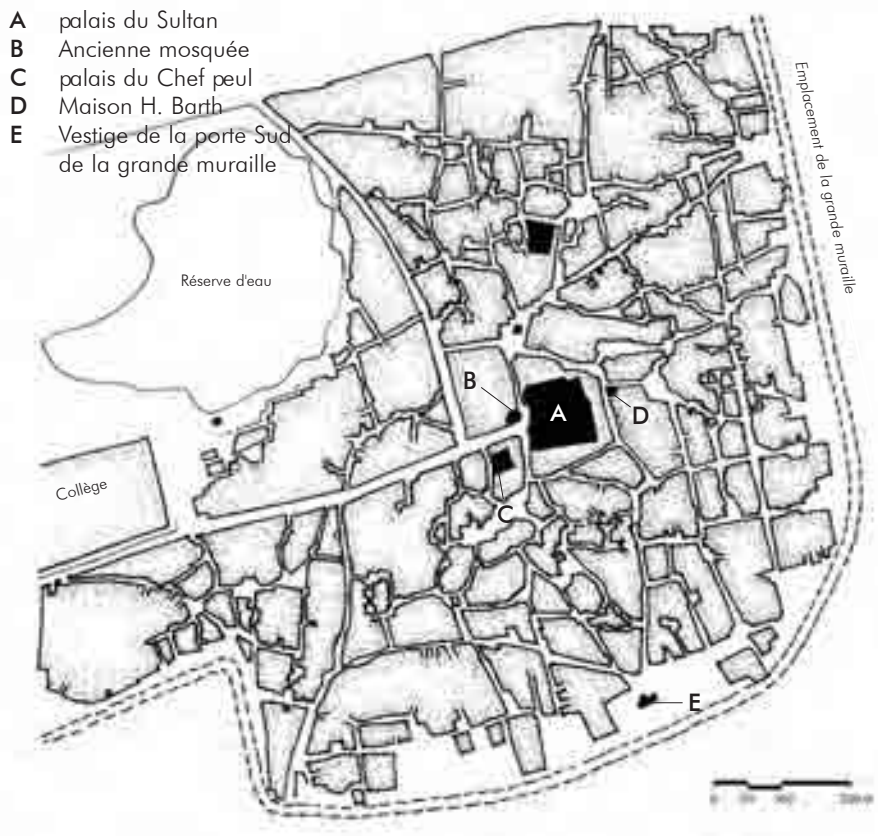 A palais du Sultan
B Ancienne mosquée
C palais du Chef peul
D Maison H. Barth
E Vestige de la porte Sud
de la grande muraille
Emplacement de la grande muraille
Réserve d'eau
B
A
D
Collège
C
E
0